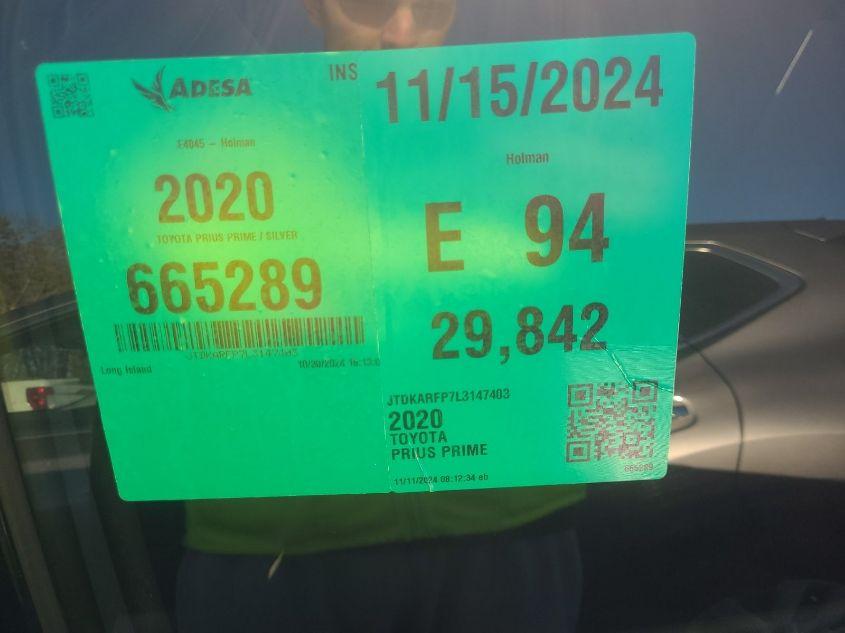 ADESA
INS
F4045 - Holman
2020
TOYOTA PRIUS PRIME / SILVER
665289
JTDKARFP7L3147403
Long Island
11/15/2024
Holman
E 94
29,842
JTDKARFP7L3147403
2020
TOYOTA
PRIUS PRIME
665289
11/11/2024 08:12:34 ab